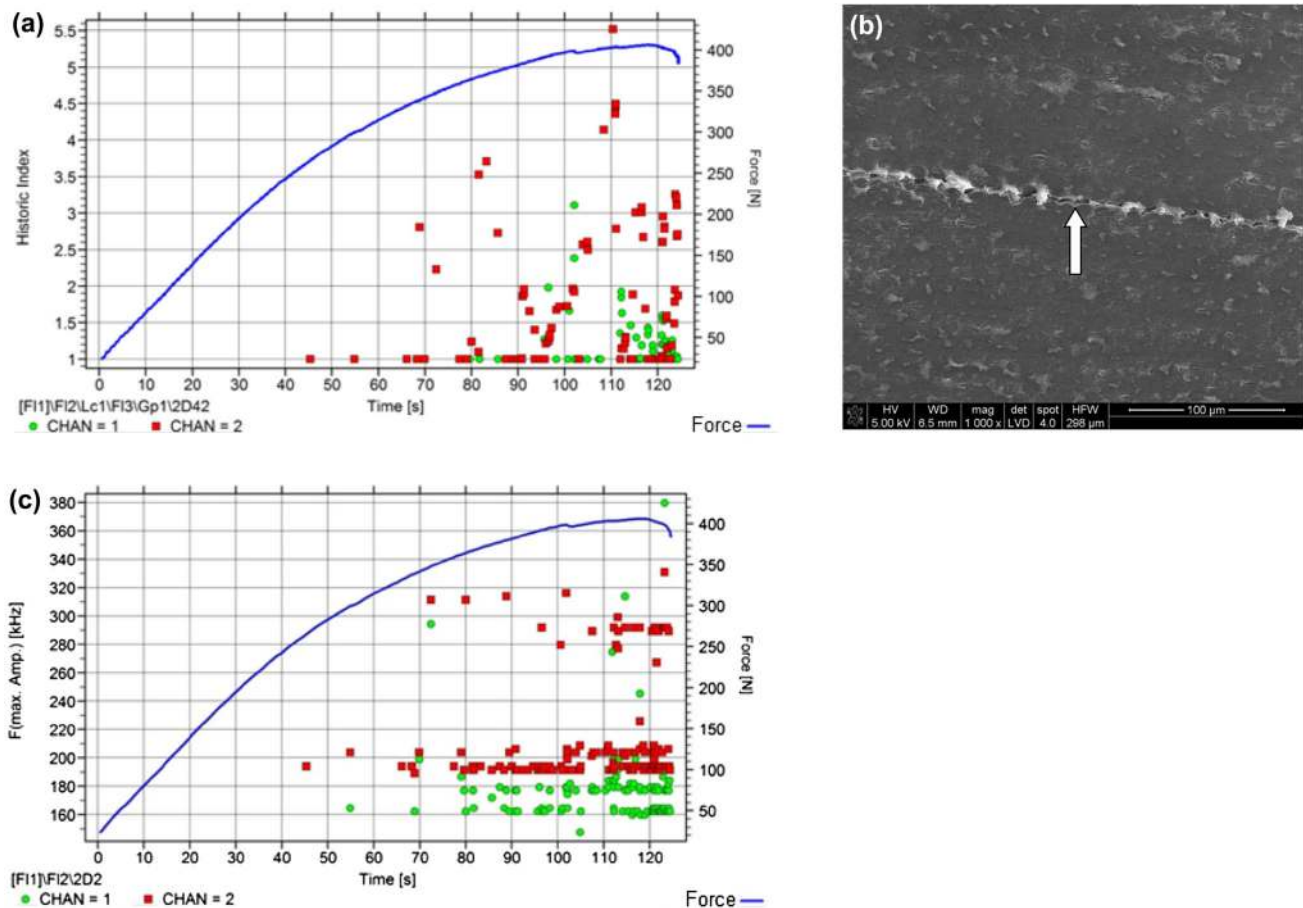 (a)
5.5
5
4.5
4
3.5
3
2.5
2
1.5
1
Historic Index
400
350
300
250
200
150
100
50
Force [N]
0 10 20 30 40 50 60 70 80 90 100 110 120
Time [s]
[FI1]\FI2\Lc1\FI3\Gp1\2D42
CHAN = 1 CHAN = 2
Force
(b)
HV WD mag det spot HFW 100 µm
5.00 kV 6.5 mm 1 000 x LVD 4.0 298 µm
(c)
380
360
340
320
300
280
260
240
220
200
180
160
F(max. Amp.) [kHz]
400
350
300
250
200
150
100
50
Force [N]
0 10 20 30 40 50 60 70 80 90 100 110 120
Time [s]
[FI1]\FI2\2D2
CHAN = 1 CHAN = 2
Force